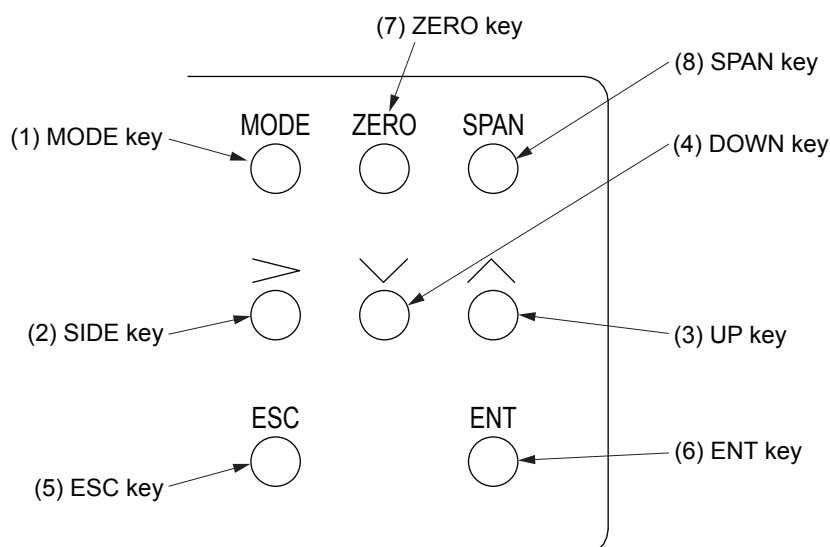 (7) ZERO key
(8) SPAN key
MODE ZERO SPAN
(1) MODE key
(4) DOWN key
(2) SIDE key
(3) UP key
ESC ENT
(6) ENT key
(5) ESC key